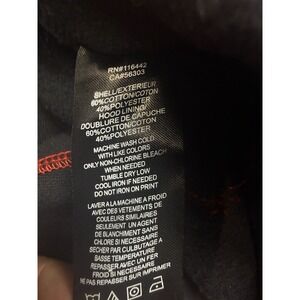 RN#116442
CA#56303
SHELL/EXTERIEUR
60%COTTON/COTON
40%POLYESTER
HOOD LINING/
DOUBLURE DE CAPUCHE
60%COTTON/COTON
40%POLYESTER
MACHINE WASH COLD
WITH LIKE COLORS
ONLY NON-CHLORINE BLEACH
WHEN NEEDED
TUMBLE DRY LOW
COOL IRON IF NEEDED
DO NOT IRON ON PRINT
LAVER A LA MACHINE A FROID
AVEC DES VETEMENTS DE
COULEURS SIMILAIRES
SEULEMENT UN AGENT
DE BLANCHIMENT SANS
CHLORE SI NECESSAIRE
SECHER PAR CULBUTAGE A
BASSE TEMPERATURE
REPASSER AVEC UN FER
FROID SI NECESSAIRE
NE PAS REPASSER SUR IMPRIMER